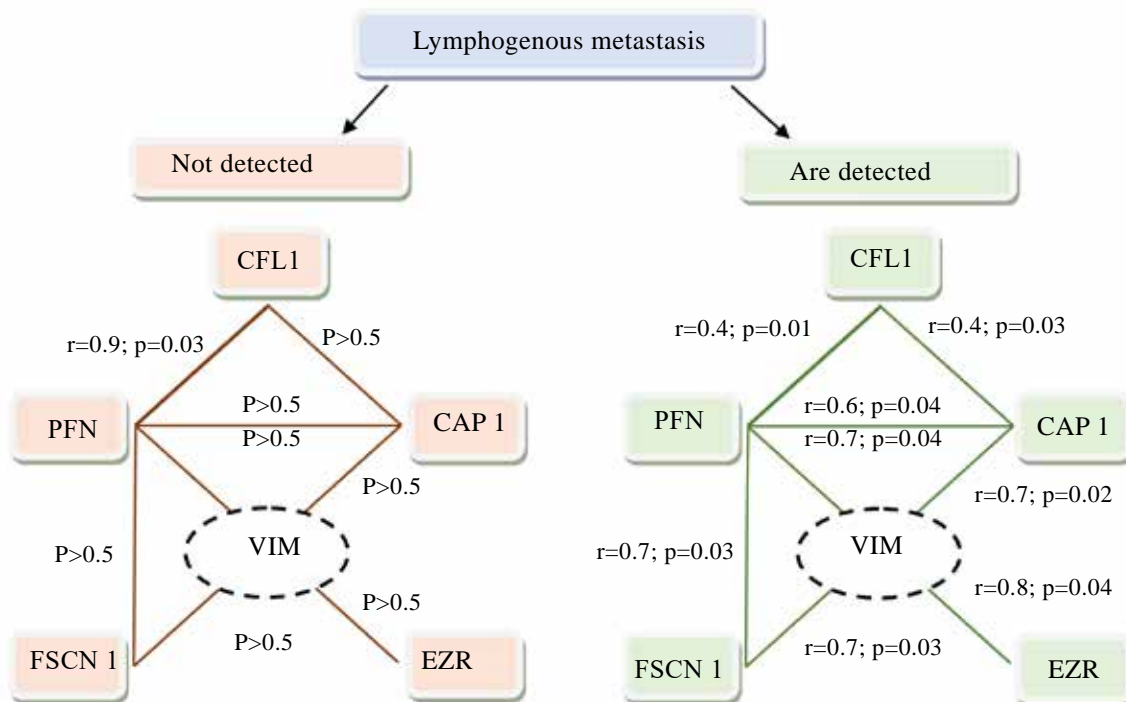 Lymphogenous metastasis
Not detected
Are detected
CFL1
r=0.9; p=0.03
P>0.5
PFN
P>0.5
P>0.5
CAP 1
P>0.5
VIM
P>0.5
P>0.5
FSCN 1
P>0.5
EZR
CFL1
r=0.4; p=0.01
r=0.4; p=0.03
PFN
r=0.6; p=0.04
r=0.7; p=0.04
CAP 1
r=0.7; p=0.02
VIM
r=0.7; p=0.03
r=0.8; p=0.04
FSCN 1
r=0.7; p=0.03
EZR